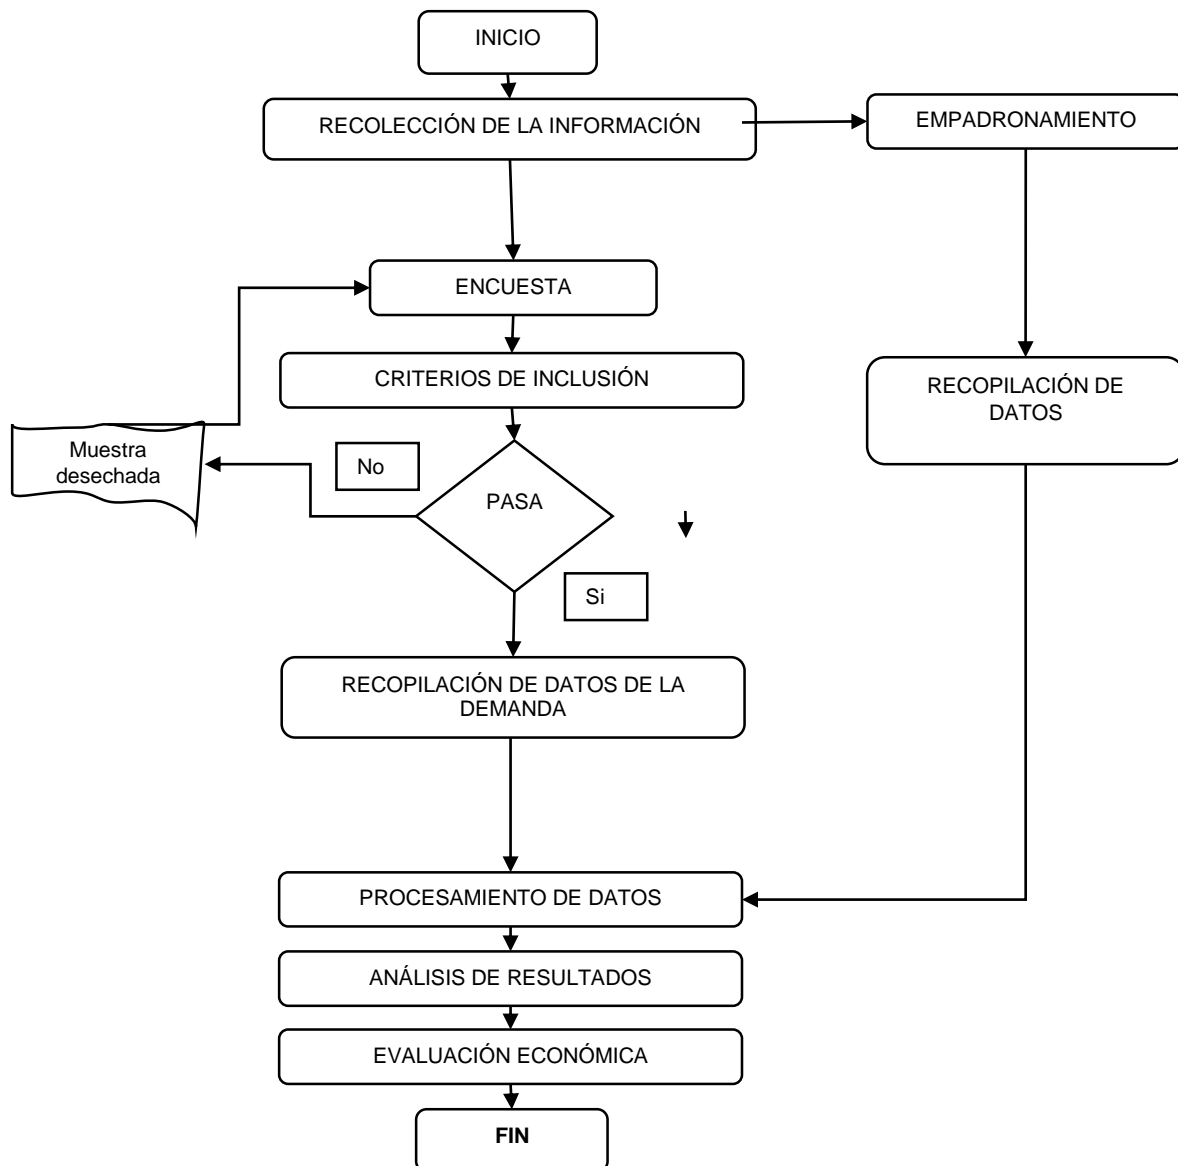 INICIO
RECOLECCIÓN DE LA INFORMACIÓN
EMPADRONAMIENTO
ENCUESTA
CRITERIOS DE INCLUSIÓN
RECOPILACIÓN DE
DATOS
Muestra
desechada
No
PASA
Si
RECOPILACIÓN DE DATOS DE LA
DEMANDA
PROCESAMIENTO DE DATOS
ANÁLISIS DE RESULTADOS
EVALUACIÓN ECONÓMICA
FIN